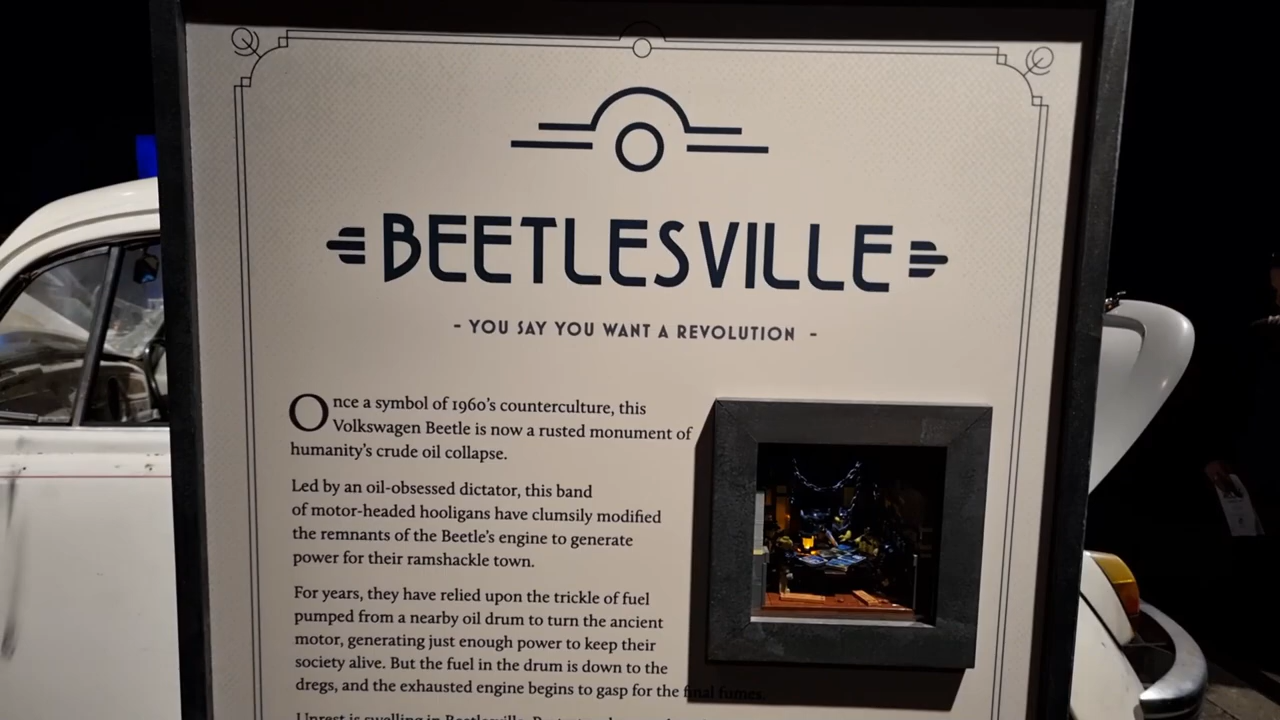 BEETLESVILLE
- YOU SAY YOU WANT A REVOLUTION -
Once a symbol of 1960's counterculture, this
Volkswagen Beetle is now a rusted monument of
humanity's crude oil collapse.
Led by an oil-obsessed dictator, this band
of motor-headed hooligans have clumsily modified
the remnants of the Beetle's engine to generate
power for their ramshackle town.
For years, they have relied upon the trickle of fuel
pumped from a nearby oil drum to turn the ancient
motor, generating just enough power to keep their
society alive. But the fuel in the drum is down to the
dregs, and the exhausted engine begins to gasp for the final fumes.
Unrest is swelling in Beetlesville.